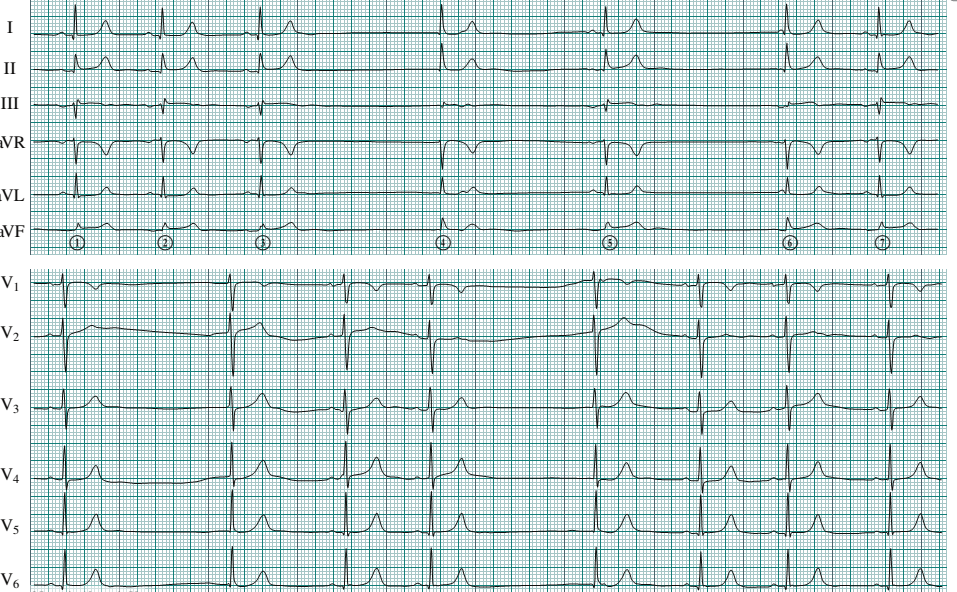 I
II
III
aVR
aVL
aVF
① ② ③ ④ ⑤ ⑥ ⑦
V₁
V₂
V₃
V₄
V₅
V₆